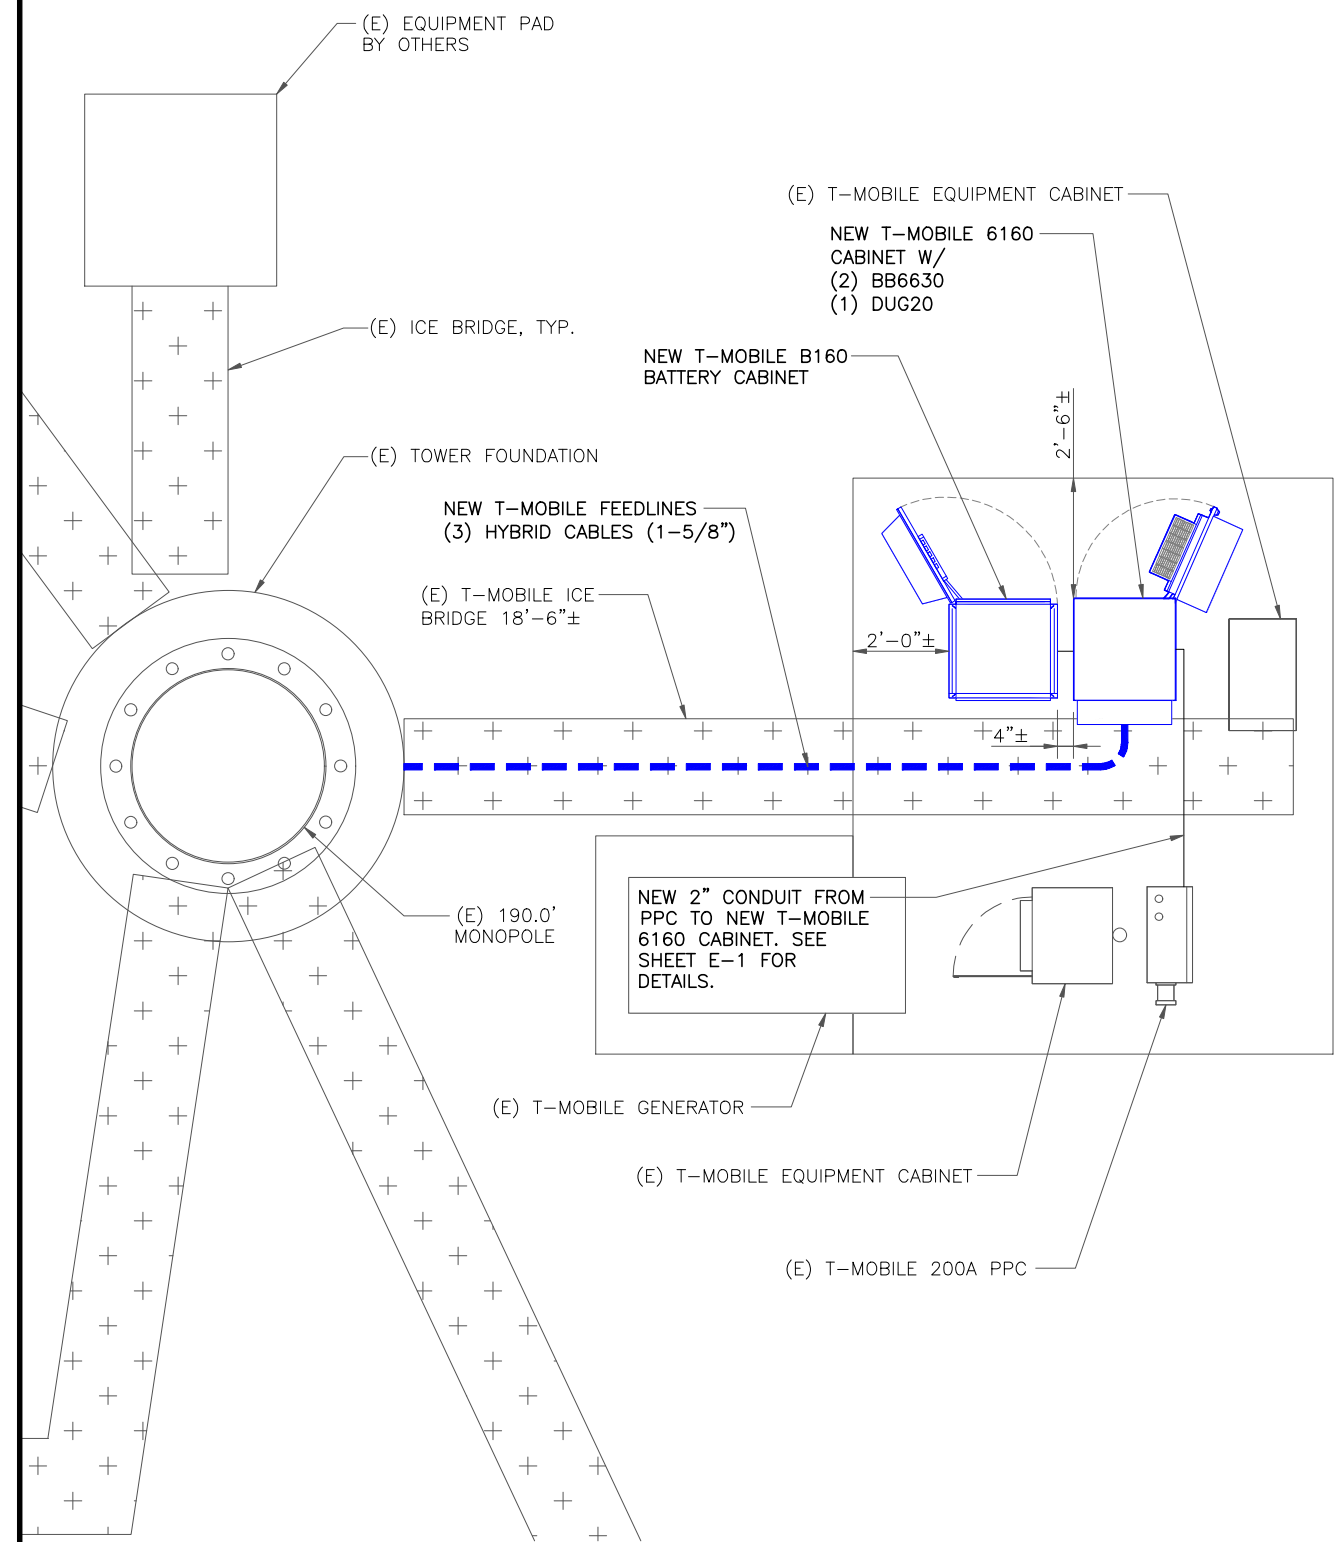 (E) EQUIPMENT PAD
BY OTHERS
(E) T-MOBILE EQUIPMENT CABINET
NEW T-MOBILE 6160
CABINET W/
(2) BB6630
(1) DUG20
(E) ICE BRIDGE, TYP.
NEW T-MOBILE B160
BATTERY CABINET
2'-6"±
(E) TOWER FOUNDATION
NEW T-MOBILE FEEDLINES
(3) HYBRID CABLES (1-5/8")
(E) T-MOBILE ICE
BRIDGE 18'-6"±
2'-0"±
4"±
NEW 2" CONDUIT FROM
PPC TO NEW T-MOBILE
6160 CABINET. SEE
SHEET E-1 FOR
DETAILS.
(E) 190.0'
MONOPOLE
(E) T-MOBILE GENERATOR
(E) T-MOBILE EQUIPMENT CABINET
(E) T-MOBILE 200A PPC